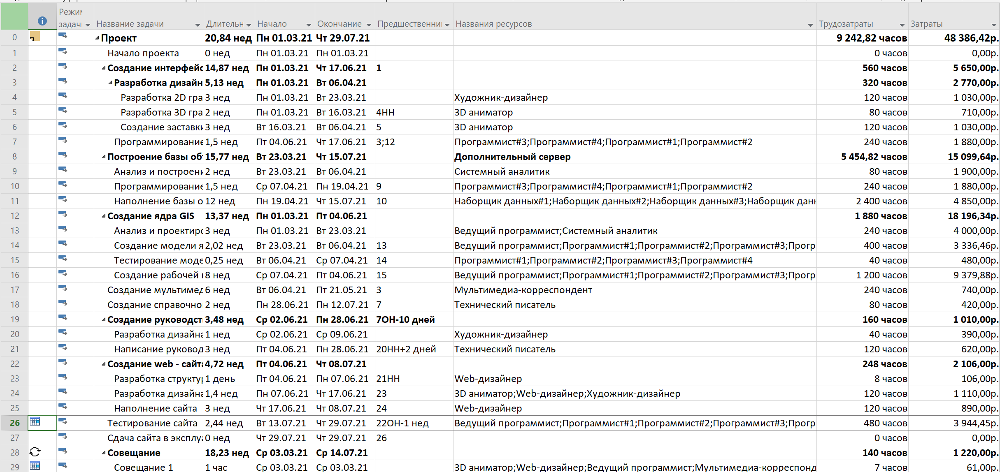 Режим
задачи Название задачи Длительн Начало Окончание Предшественни Названия ресурсов Трудозатраты Затраты
0 Проект 20,84 нед Пн 01.03.21 Чт 29.07.21 9 242,82 часов 48 386,42р.
1 Начало проекта 0 нед Пн 01.03.21 Пн 01.03.21 0 часов 0,00р.
2 Создание интерфейс 14,87 нед Пн 01.03.21 Чт 17.06.21 1 560 часов 5 650,00р.
3 Разработка дизайн 5,13 нед Пн 01.03.21 Вт 06.04.21 320 часов 2 770,00р.
4 Разработка 2D гра 3 нед Пн 01.03.21 Вт 23.03.21 Художник-дизайнер 120 часов 1 030,00р.
5 Разработка 3D гра 2 нед Пн 01.03.21 Вт 16.03.21 4НН 3D аниматор 80 часов 710,00р.
6 Создание заставки 3 нед Вт 16.03.21 Вт 06.04.21 5 3D аниматор 120 часов 1 030,00р.
7 Программирование 1,5 нед Пт 04.06.21 Чт 17.06.21 3;12 Программист#3;Программист#4;Программист#1;Программист#2 240 часов 1 880,00р.
8 Построение базы об 15,77 нед Вт 23.03.21 Чт 15.07.21 Дополнительный сервер 5 454,82 часов 15 099,64р.
9 Анализ и построени 2 нед Вт 23.03.21 Вт 06.04.21 Системный аналитик 80 часов 1 900,00р.
10 Программирование 1,5 нед Ср 07.04.21 Пн 19.04.21 9 Программист#3;Программист#4;Программист#1;Программист#2 240 часов 1 880,00р.
11 Наполнение базы о 12 нед Пн 19.04.21 Чт 15.07.21 10 Наборщик данных#1;Наборщик данных#2;Наборщик данных#3;Наборщик дан 2 400 часов 4 850,00р.
12 Создание ядра GIS 13,37 нед Пн 01.03.21 Пт 04.06.21 1 880 часов 18 196,34р.
13 Анализ и проектиро 3 нед Пн 01.03.21 Вт 23.03.21 Ведущий программист;Системный аналитик 240 часов 4 000,00р.
14 Создание модели я 2,02 нед Вт 23.03.21 Вт 06.04.21 13 Ведущий программист;Программист#1;Программист#2;Программист#3;Прогр 400 часов 3 336,46р.
15 Тестирование моде 0,25 нед Вт 06.04.21 Ср 07.04.21 14 Программист#1;Программист#2;Программист#3;Программист#4 40 часов 480,00р.
16 Создание рабочей 8 нед Ср 07.04.21 Пт 04.06.21 15 Ведущий программист;Программист#1;Программист#2;Программист#3;Прогр 1 200 часов 9 379,88р.
17 Создание мультимед 6 нед Вт 06.04.21 Пт 21.05.21 3 Мультимедиа-корреспондент 240 часов 740,00р.
18 Создание справочно 2 нед Пн 28.06.21 Пн 12.07.21 7 Технический писатель 80 часов 420,00р.
19 Создание руководст 3,48 нед Ср 02.06.21 Пн 28.06.21 7ОН-10 дней 160 часов 1 010,00р.
20 Разработка дизайна 1 нед Ср 02.06.21 Ср 09.06.21 Художник-дизайнер 40 часов 390,00р.
21 Написание руковод 3 нед Пт 04.06.21 Пн 28.06.21 20НН+2 дней Технический писатель 120 часов 620,00р.
22 Создание web - сайта 4,72 нед Пт 04.06.21 Чт 08.07.21 248 часов 2 106,00р.
23 Разработка структур 1 день Пт 04.06.21 Пн 07.06.21 21НН Web-дизайнер 8 часов 106,00р.
24 Разработка дизайна 1,4 нед Пн 07.06.21 Чт 17.06.21 23 3D аниматор;Web-дизайнер;Художник-дизайнер 120 часов 1 110,00р.
25 Наполнение сайта 3 нед Чт 17.06.21 Чт 08.07.21 24 Web-дизайнер 120 часов 890,00р.
26 Тестирование сайта 2,44 нед Вт 13.07.21 Чт 29.07.21 22ОН-1 нед Ведущий программист;Программист#1;Программист#2;Программист#3;Прогр 480 часов 3 944,45р.
27 Сдача сайта в эксплуа 0 нед Чт 29.07.21 Чт 29.07.21 26 0 часов 0,00р.
28 Совещание 18,23 нед Ср 03.03.21 Ср 14.07.21 140 часов 1 220,00р.
29 Совещание 1 1 час Ср 03.03.21 Ср 03.03.21 3D аниматор;Web-дизайнер;Ведущий программист;Мультимедиа-корреспонд 7 часов 61,00р.